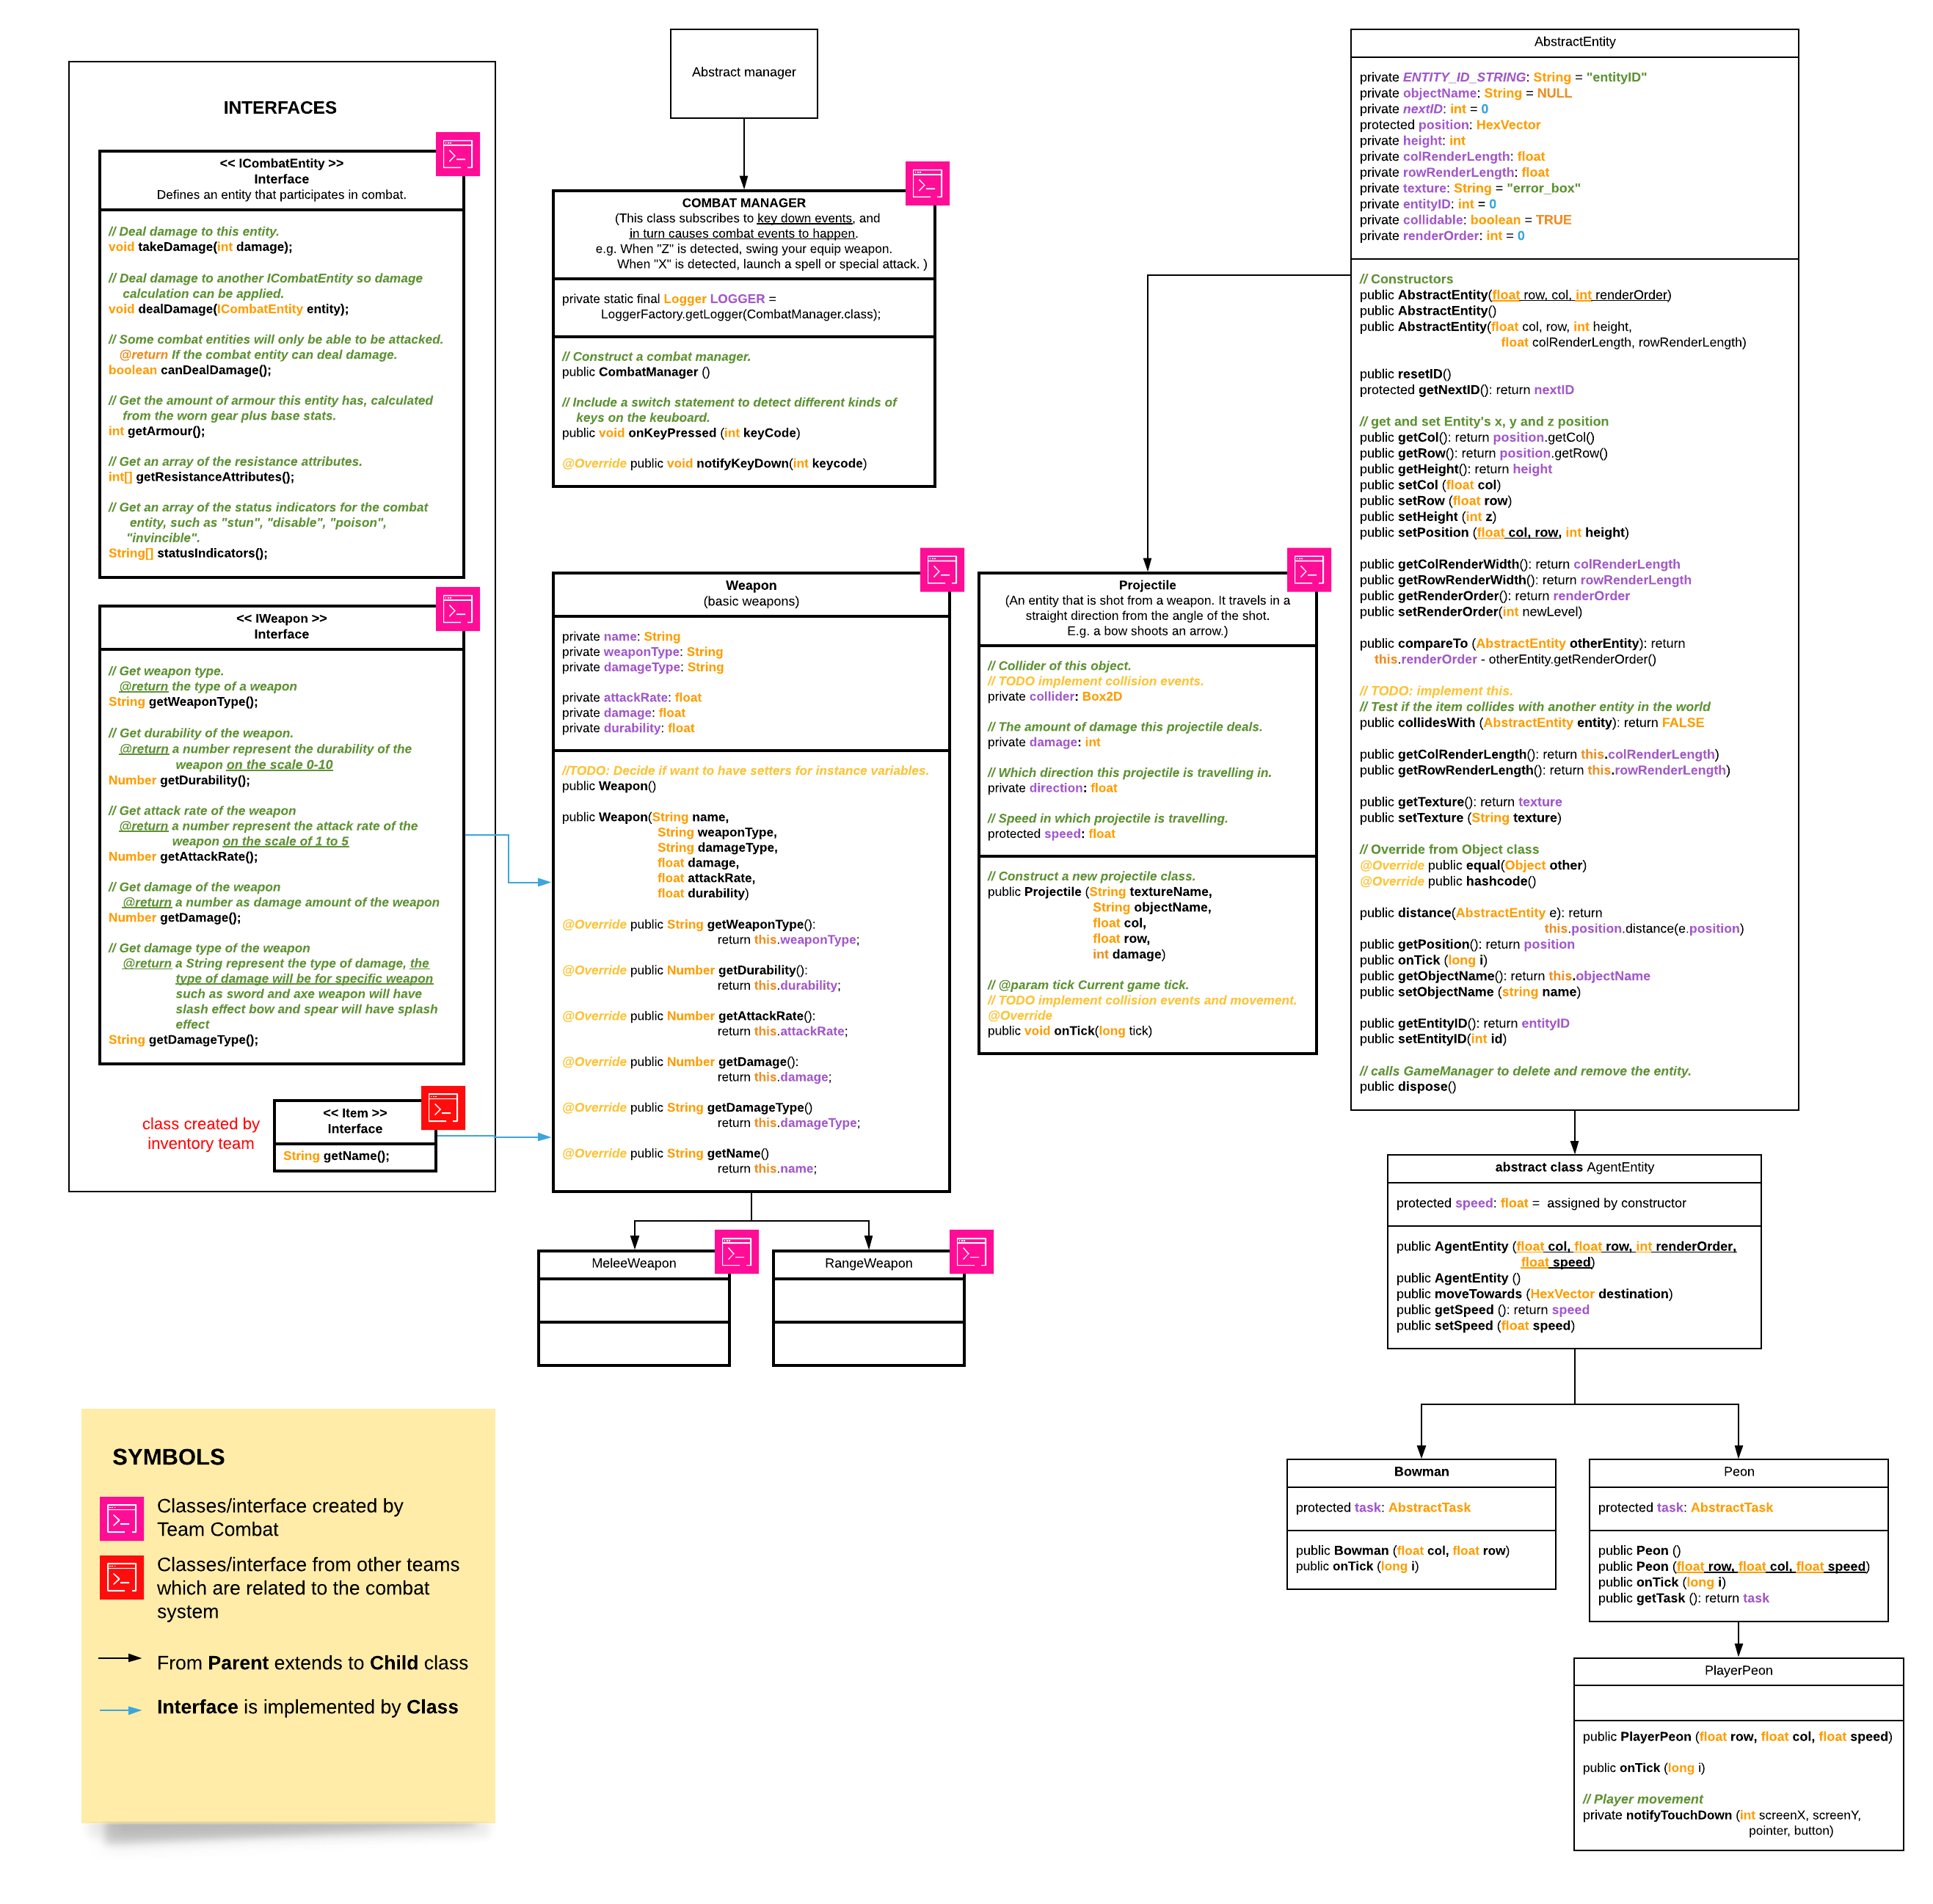 INTERFACES
<< ICombatEntity >>
Interface
Defines an entity that participates in combat.
// Deal damage to this entity.
void takeDamage(int damage);
// Deal damage to another ICombatEntity so damage
calculation can be applied.
void dealDamage(ICombatEntity entity);
// Some combat entities will only be able to be attacked.
@return If the combat entity can deal damage.
boolean canDealDamage();
// Get the amount of armour this entity has, calculated
from the worn gear plus base stats.
int getArmour();
// Get an array of the resistance attributes.
int[] getResistanceAttributes();
// Get an array of the status indicators for the combat
entity, such as "stun", "disable", "poison",
"invincible".
String[] statusIndicators();
<< IWeapon >>
Interface
// Get weapon type.
@return the type of a weapon
String getWeaponType();
// Get durability of the weapon.
@return a number represent the durability of the
weapon on the scale 0-10
Number getDurability();
// Get attack rate of the weapon
@return a number represent the attack rate of the
weapon on the scale of 1 to 5
Number getAttackRate();
// Get damage of the weapon
@return a number as damage amount of the weapon
Number getDamage();
// Get damage type of the weapon
@return a String represent the type of damage, the
type of damage will be for specific weapon
such as sword and axe weapon will have
slash effect bow and spear will have splash
effect
String getDamageType();
class created by
inventory team
<< Item >>
Interface
String getName();
Abstract manager
COMBAT MANAGER
(This class subscribes to key down events, and
in turn causes combat events to happen.
e.g. When "Z" is detected, swing your equip weapon.
When "X" is detected, launch a spell or special attack. )
private static final Logger LOGGER =
LoggerFactory.getLogger(CombatManager.class);
// Construct a combat manager.
public CombatManager ()
// Include a switch statement to detect different kinds of
keys on the keuboard.
public void onKeyPressed (int keyCode)
@Override public void notifyKeyDown(int keycode)
Weapon
(basic weapons)
private name: String
private weaponType: String
private damageType: String
private attackRate: float
private damage: float
private durability: float
//TODO: Decide if want to have setters for instance variables.
public Weapon()
public Weapon(String name,
String weaponType,
String damageType,
float damage,
float attackRate,
float durability)
@Override public String getWeaponType():
return this.weaponType;
@Override public Number getDurability():
return this.durability;
@Override public Number getAttackRate():
return this.attackRate;
@Override public Number getDamage():
return this.damage;
@Override public String getDamageType()
return this.damageType;
@Override public String getName()
return this.name;
MeleeWeapon
RangeWeapon
Projectile
(An entity that is shot from a weapon. It travels in a
straight direction from the angle of the shot.
E.g. a bow shoots an arrow.)
// Collider of this object.
// TODO implement collision events.
private collider: Box2D
// The amount of damage this projectile deals.
private damage: int
// Which direction this projectile is travelling in.
private direction: float
// Speed in which projectile is travelling.
protected speed: float
// Construct a new projectile class.
public Projectile (String textureName,
String objectName,
float col,
float row,
int damage)
// @param tick Current game tick.
// TODO implement collision events and movement.
@Override
public void onTick(long tick)
AbstractEntity
private ENTITY_ID_STRING: String = "entityID"
private objectName: String = NULL
private nextID: int = 0
protected position: HexVector
private height: int
private colRenderLength: float
private rowRenderLength: float
private texture: String = "error_box"
private entityID: int = 0
private collidable: boolean = TRUE
private renderOrder: int = 0
// Constructors
public AbstractEntity(float row, col, int renderOrder)
public AbstractEntity()
public AbstractEntity(float col, row, int height,
float colRenderLength, rowRenderLength)
public resetID()
protected getNextID(): return nextID
// get and set Entity's x, y and z position
public getCol(): return position.getCol()
public getRow(): return position.getRow()
public getHeight(): return height
public setCol (float col)
public setRow (float row)
public setHeight (int z)
public setPosition (float col, row, int height)
public getColRenderWidth(): return colRenderLength
public getRowRenderWidth(): return rowRenderLength
public getRenderOrder(): return renderOrder
public setRenderOrder(int newLevel)
public compareTo (AbstractEntity otherEntity): return
this.renderOrder - otherEntity.getRenderOrder()
// TODO: implement this.
// Test if the item collides with another entity in the world
public collidesWith (AbstractEntity entity): return FALSE
public getColRenderLength(): return this.colRenderLength)
public getRowRenderLength(): return this.rowRenderLength)
public getTexture(): return texture
public setTexture (String texture)
// Override from Object class
@Override public equal(Object other)
@Override public hashcode()
public distance(AbstractEntity e): return
this.position.distance(e.position)
public getPosition(): return position
public onTick (long i)
public getObjectName(): return this.objectName
public setObjectName (string name)
public getEntityID(): return entityID
public setEntityID(int id)
// calls GameManager to delete and remove the entity.
public dispose()
abstract class AgentEntity
protected speed: float = assigned by constructor
public AgentEntity (float col, float row, int renderOrder,
float speed)
public AgentEntity ()
public moveTowards (HexVector destination)
public getSpeed (): return speed
public setSpeed (float speed)
Bowman
protected task: AbstractTask
public Bowman (float col, float row)
public onTick (long i)
Peon
protected task: AbstractTask
public Peon ()
public Peon (float row, float col, float speed)
public onTick (long i)
public getTask (): return task
PlayerPeon
public PlayerPeon (float row, float col, float speed)
public onTick (long i)
// Player movement
private notifyTouchDown (int screenX, screenY,
pointer, button)
SYMBOLS
Classes/interface created by
Team Combat
Classes/interface from other teams
which are related to the combat
system
From Parent extends to Child class
Interface is implemented by Class